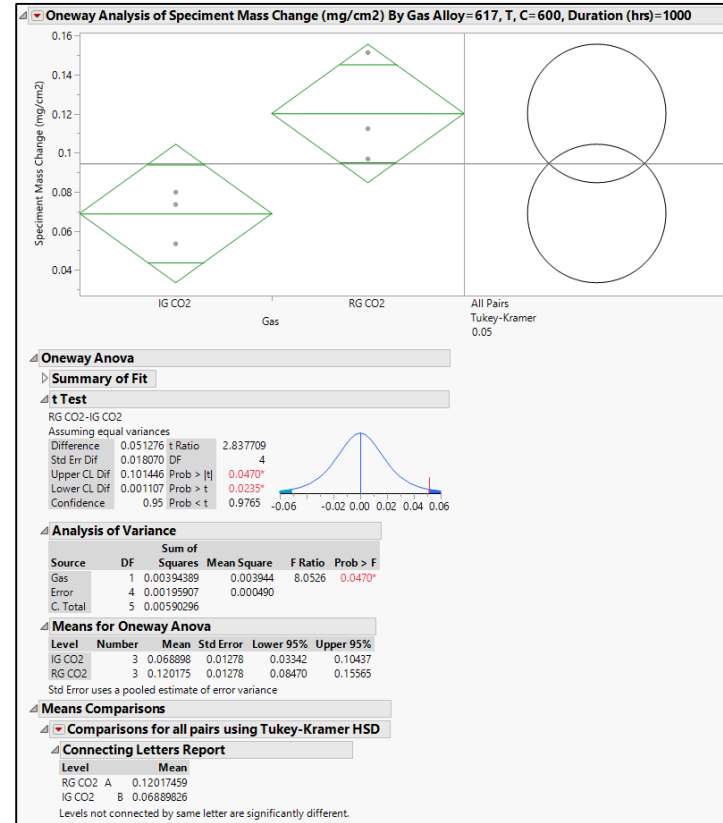 Oneway Analysis of Speciment Mass Change (mg/cm2) By Gas Alloy=617, T, C=600, Duration (hrs)=1000
0.16
0.14
0.12
0.1
0.08
0.06
0.04
Speciment Mass Change (mg/cm2)
IG CO2 RG CO2
Gas
All Pairs
Tukey-Kramer
0.05
Oneway Anova
Summary of Fit
t Test
RG CO2-IG CO2
Assuming equal variances
Difference 0.051276 t Ratio 2.837709
Std Err Dif 0.018070 DF 4
Upper CL Dif 0.101446 Prob > |t| 0.0470*
Lower CL Dif 0.001107 Prob > t 0.0235*
Confidence 0.95 Prob < t 0.9765
-0.06 -0.02 0.00 0.02 0.04 0.06
Analysis of Variance
Sum of
Source DF Squares Mean Square F Ratio Prob > F
Gas 1 0.00394389 0.003944 8.0526 0.0470*
Error 4 0.00195907 0.000490
C. Total 5 0.00590296
Means for Oneway Anova
Level Number Mean Std Error Lower 95% Upper 95%
IG CO2 3 0.068898 0.01278 0.03342 0.10437
RG CO2 3 0.120175 0.01278 0.08470 0.15565
Std Error uses a pooled estimate of error variance
Means Comparisons
Comparisons for all pairs using Tukey-Kramer HSD
Connecting Letters Report
Level Mean
RG CO2 A 0.12017459
IG CO2 B 0.06889826
Levels not connected by same letter are significantly different.